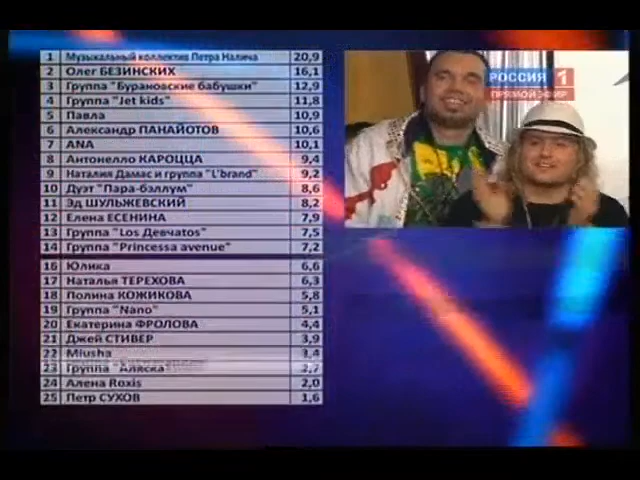 1 Музыкальный коллектив Петра Налича 20,9
2 Олег БЕЗИНСКИХ 16,1
3 Группа "Бурановские бабушки" 12,9
4 Группа "Jet kids" 11,8
5 Павла 10,9
6 Александр ПАНАЙОТОВ 10,6
7 ANA 10,1
8 Антонелло КАРОЦЦА 9,4
9 Наталия Дамас и группа "L'brand" 9,2
10 Дуэт "Пара-бэллум" 8,6
11 Эд ШУЛЬЖЕВСКИЙ 8,2
12 Елена ЕСЕНИНА 7,9
13 Группа "Los Девчатоs" 7,5
14 Группа "Princessa avenue" 7,2
16 Юлика 6,6
17 Наталья ТЕРЕХОВА 6,3
18 Полина КОЖИКОВА 5,8
19 Группа "Nano" 5,1
20 Екатерина ФРОЛОВА 4,4
21 Джей СТИВЕР 3,9
22 Miusha 3,4
23 Группа "Аляска" 2,7
24 Алена Roxis 2,0
25 Петр СУХОВ 1,6
РОССИЯ 1
ПРЯМОЙ ЭФИР